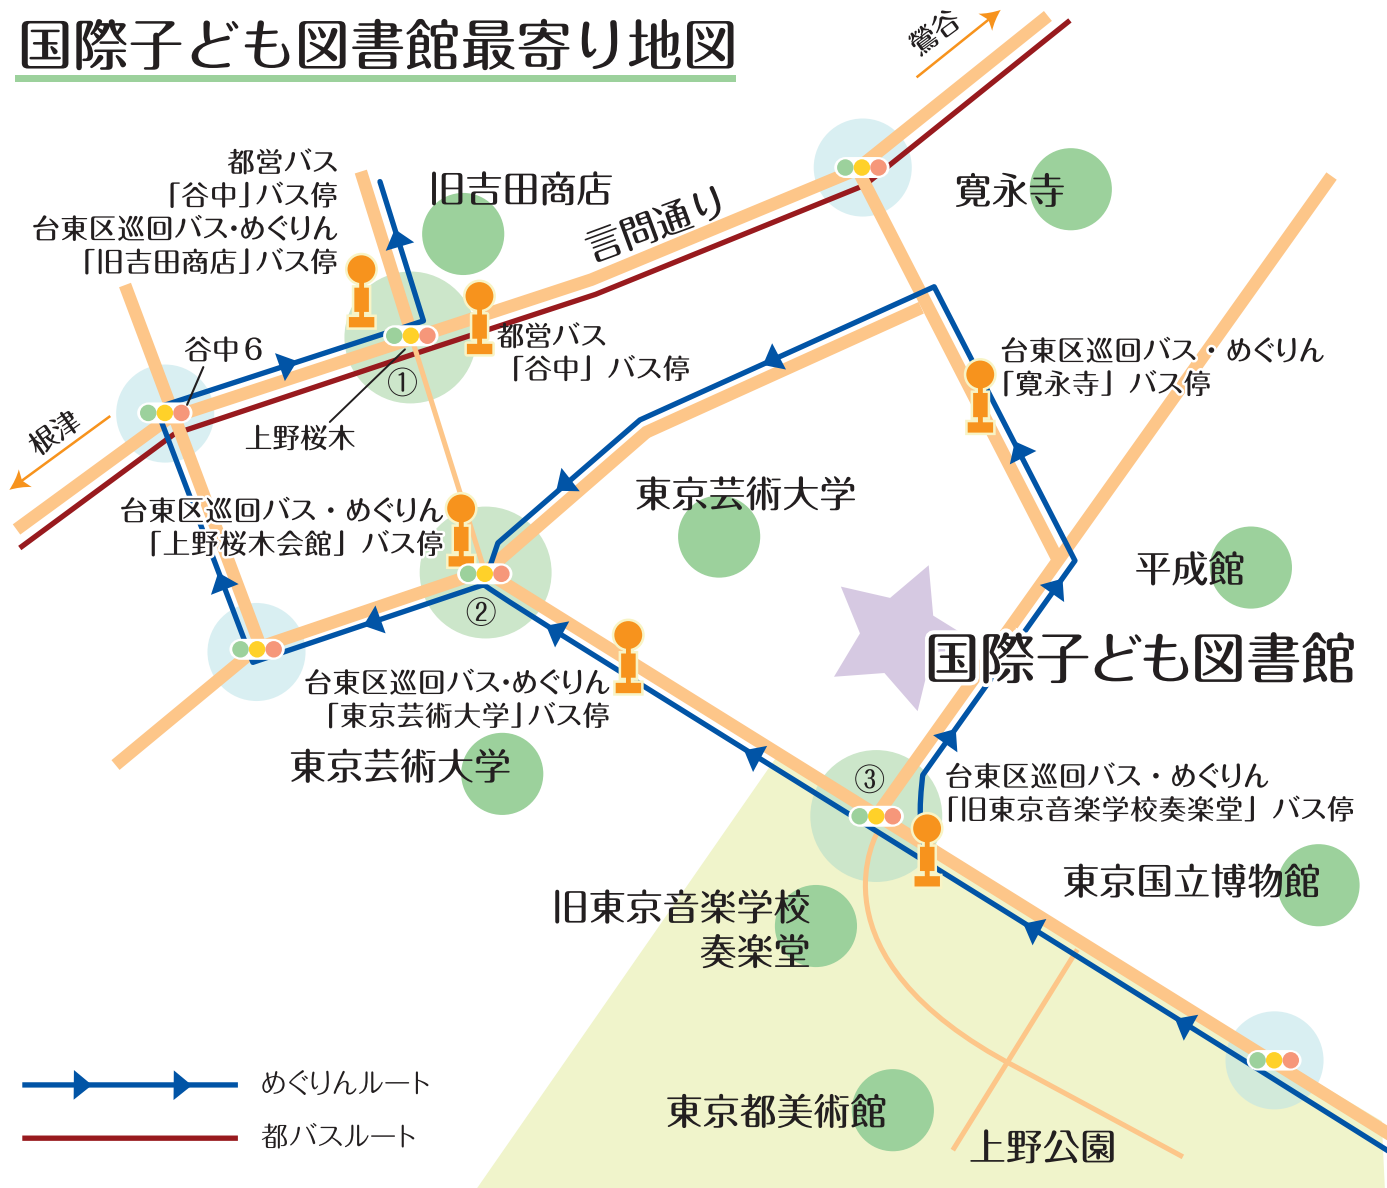 国際子ども図書館最寄り地図
鶯谷
都営バス
「谷中」バス停
台東区巡回バス・めぐりん
「旧吉田商店」バス停
旧吉田商店
言問通り
寛永寺
谷中6
都営バス
「谷中」バス停
①
上野桜木
根津
台東区巡回バス・めぐりん
「寛永寺」バス停
台東区巡回バス・めぐりん
「上野桜木会館」バス停
東京芸術大学
平成館
②
国際子ども図書館
台東区巡回バス・めぐりん
「東京芸術大学」バス停
東京芸術大学
③
台東区巡回バス・めぐりん
「旧東京音楽学校奏楽堂」バス停
東京国立博物館
旧東京音楽学校
奏楽堂
東京都美術館
上野公園
めぐりんルート
都バスルート